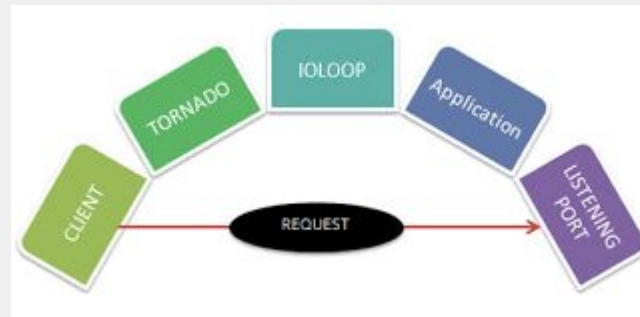 CLIENT
TORNADO
IOLOOP
Application
LISTENING
PORT
REQUEST